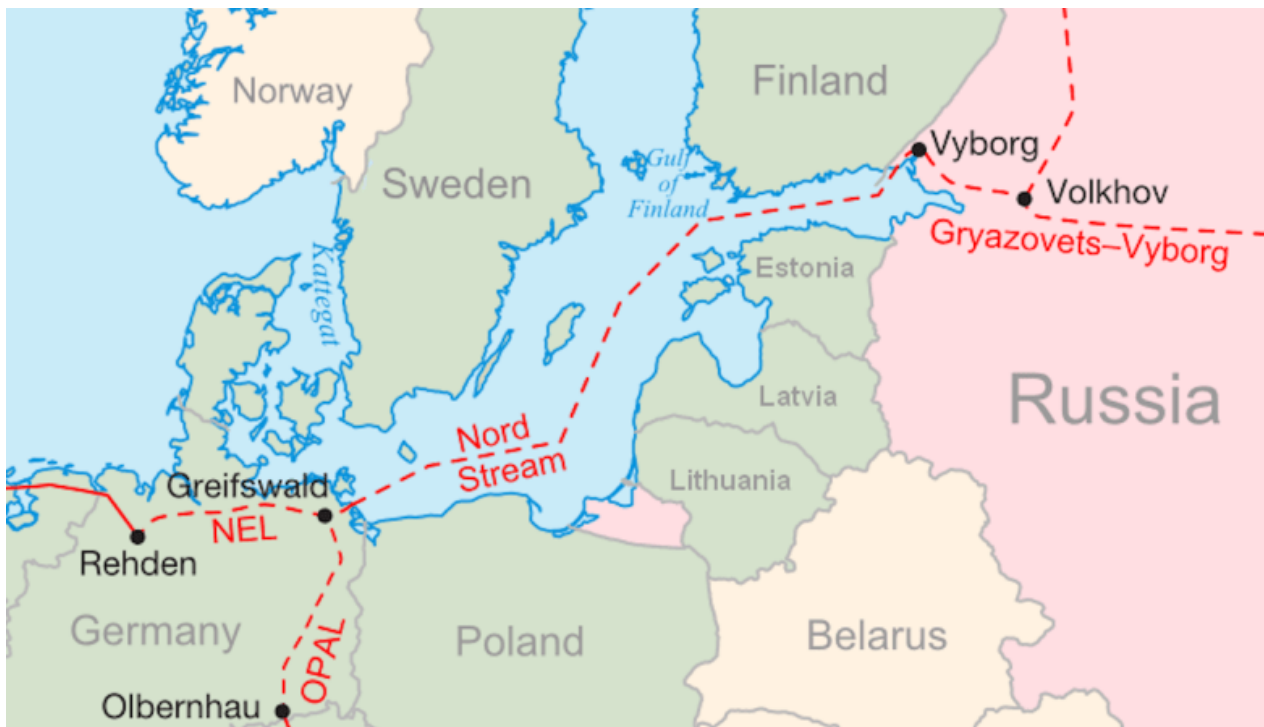 Norway
Finland
Sweden
Gulf
of
Finland
Vyborg
Volkhov
Gryazovets–Vyborg
Kattegat
Estonia
Russia
Latvia
Nord
Stream
Lithuania
Greifswald
NEL
Rehden
Germany
OPAL
Poland
Belarus
Olbernhau